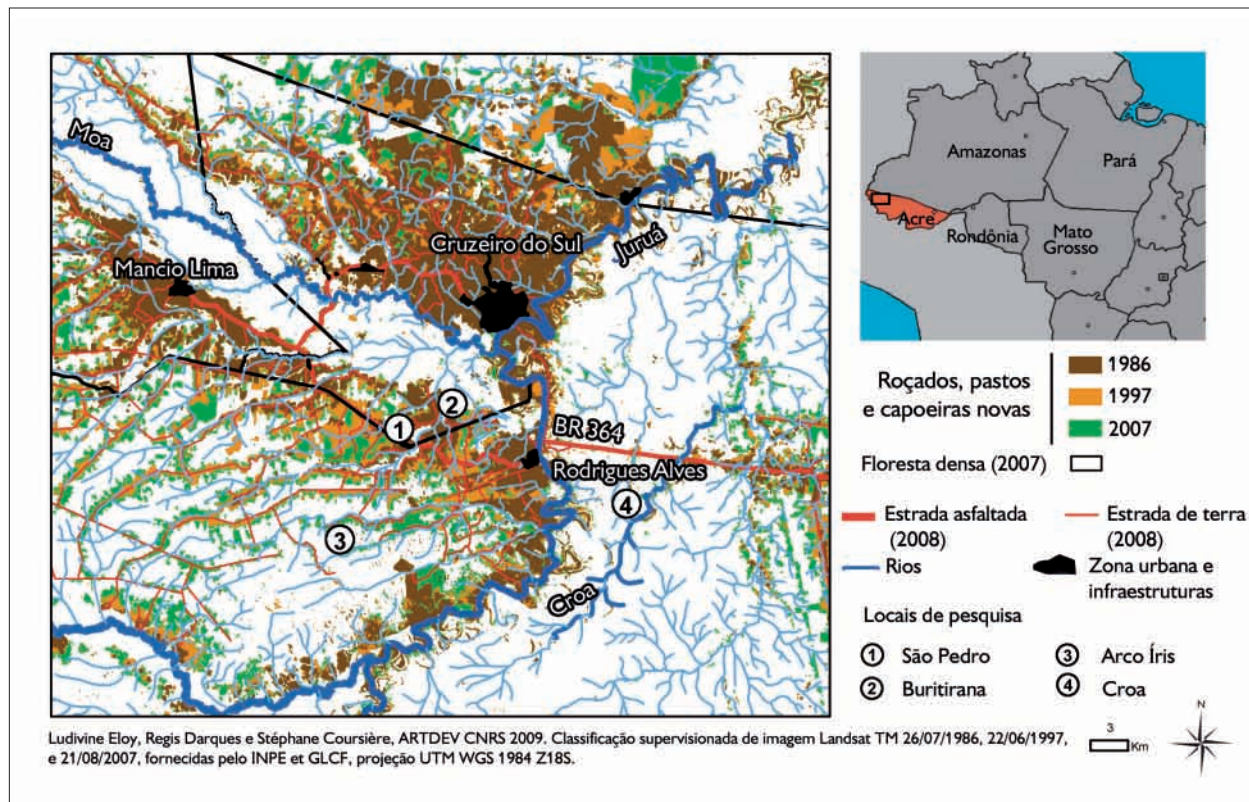 Moa
Mancio Lima
Cruzeiro do Sul
Juruá
BR 364
Rodrigues Alves
Croa
1
2
3
4
Amazonas
Pará
Acre
Rondônia
Mato
Grosso
Roçados, pastos
e capoeiras novas
1986
1997
2007
Floresta densa (2007)
Estrada asfaltada
(2008)
Estrada de terra
(2008)
Rios
Zona urbana e
infraestruturas
Locais de pesquisa
1 São Pedro
2 Buritirana
3 Arco Íris
4 Croa
3
Km
N
Ludivine Eloy, Regis Darques e Stéphane Coursière, ARTDEV CNRS 2009. Classificação supervisionada de imagem Landsat TM 26/07/1986, 22/06/1997,
e 21/08/2007, fornecidas pelo INPE et GLCF, projeção UTM WGS 1984 Z18S.